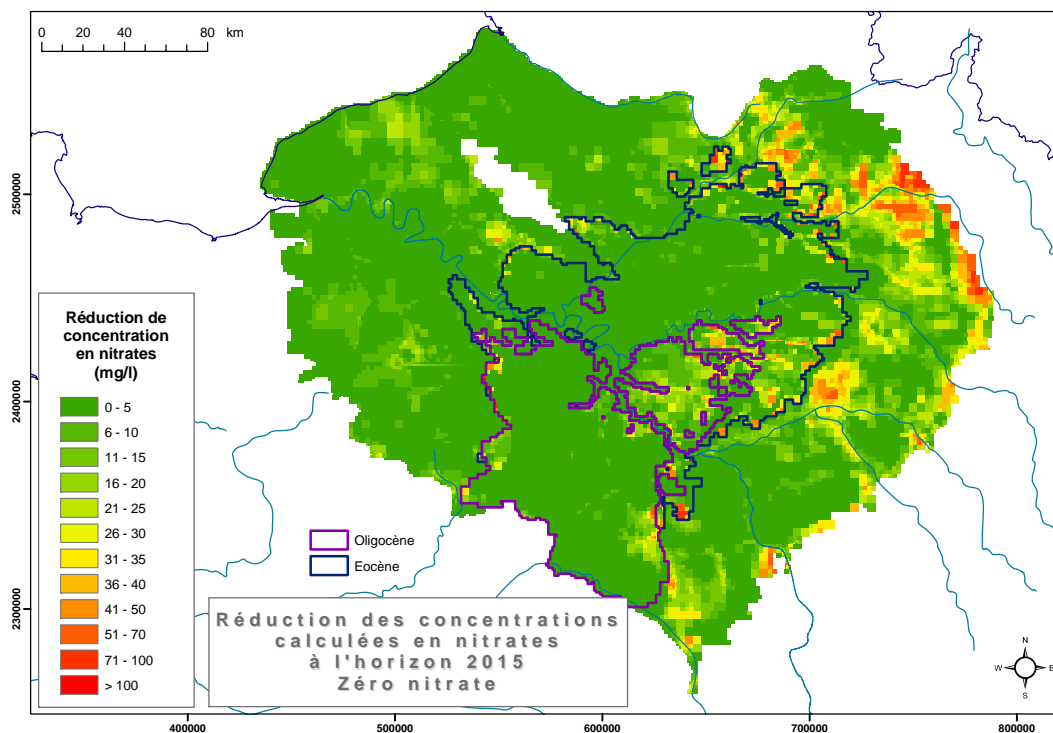 0 20 40 80 km
2500000
2400000
2300000
Réduction de
concentration
en nitrates
(mg/l)
0 - 5
6 - 10
11 - 15
16 - 20
21 - 25
26 - 30
31 - 35
36 - 40
41 - 50
51 - 70
71 - 100
> 100
Oligocène
Eocène
Réduction des concentrations
calculées en nitrates
à l'horizon 2015
Zéro nitrate
N
W E
S
400000 500000 600000 700000 800000